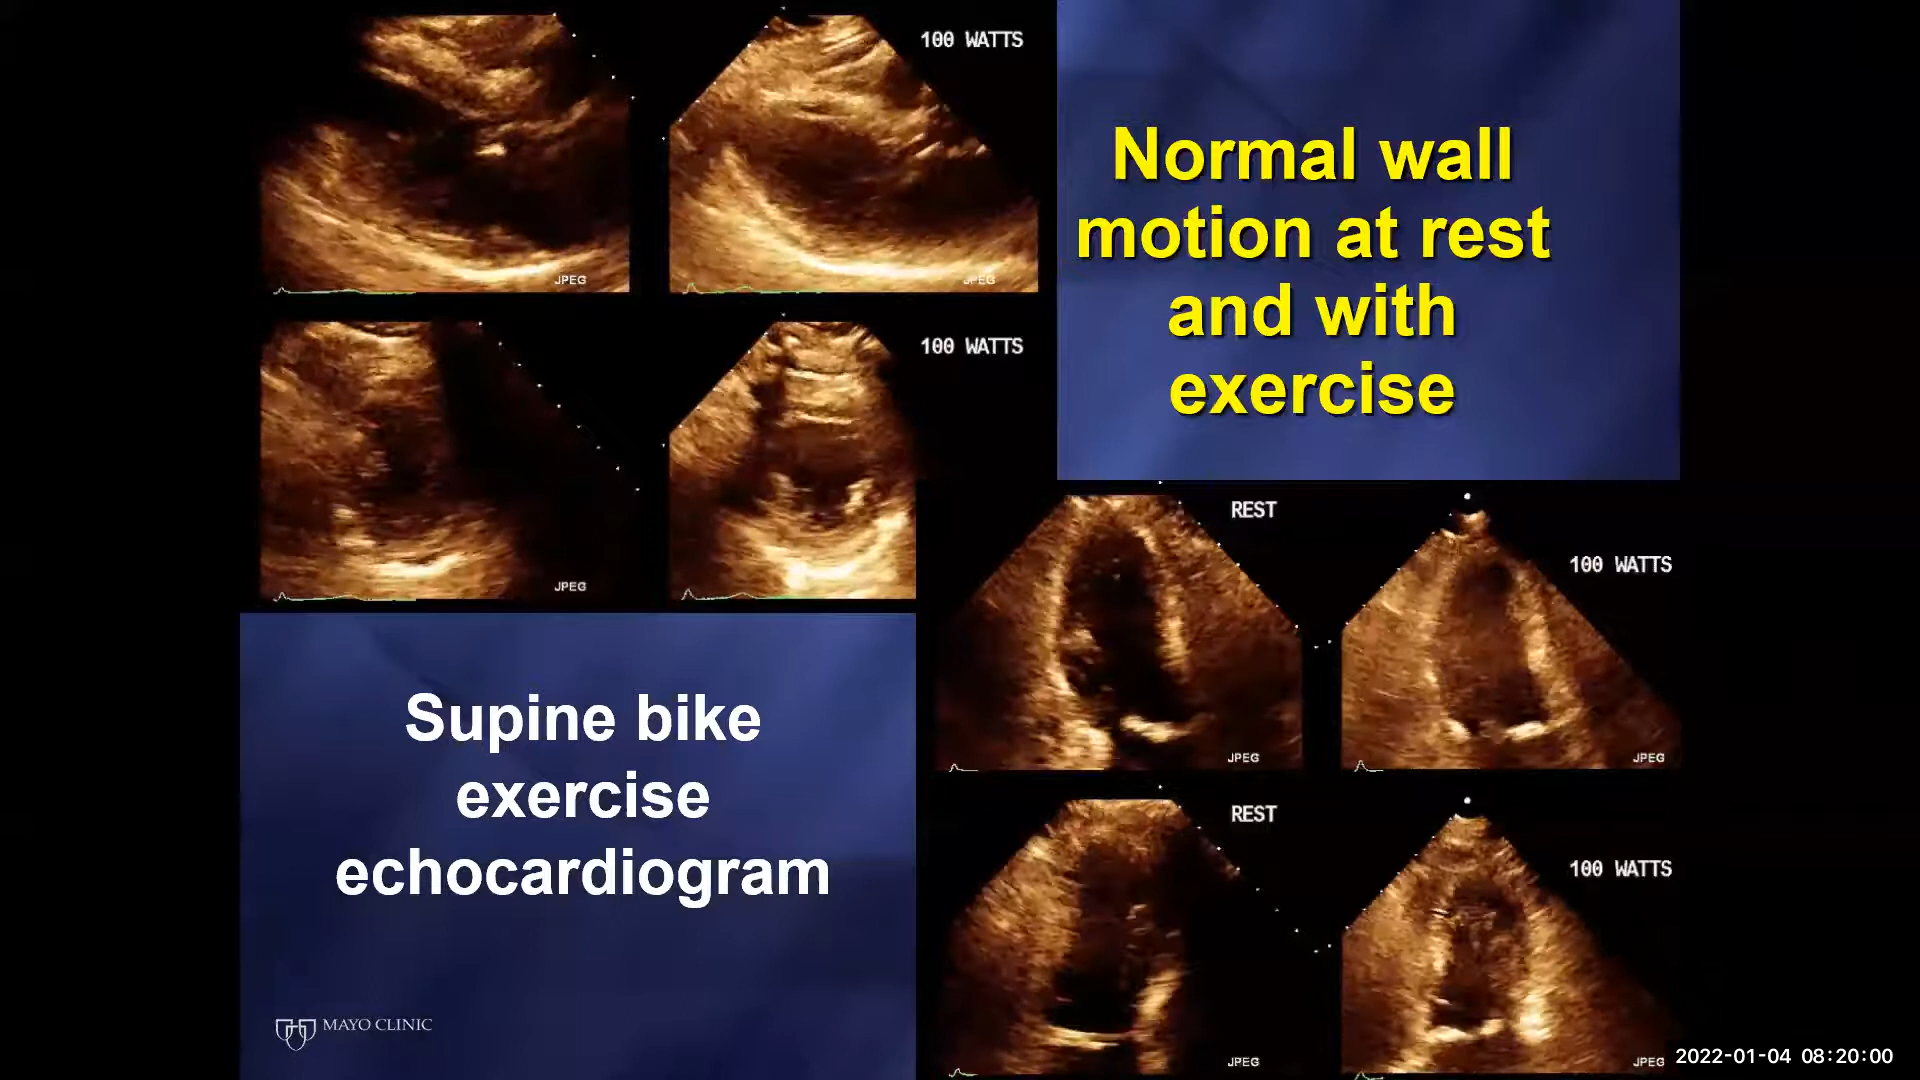 100 WATTS
JPEG
JPEG
Normal wall
motion at rest
and with
exercise
100 WATTS
JPEG
REST
100 WATTS
JPEG
JPEG
Supine bike
exercise
echocardiogram
REST
100 WATTS
JPEG
JPEG
MAYO CLINIC
2022-01-04 08:20:00